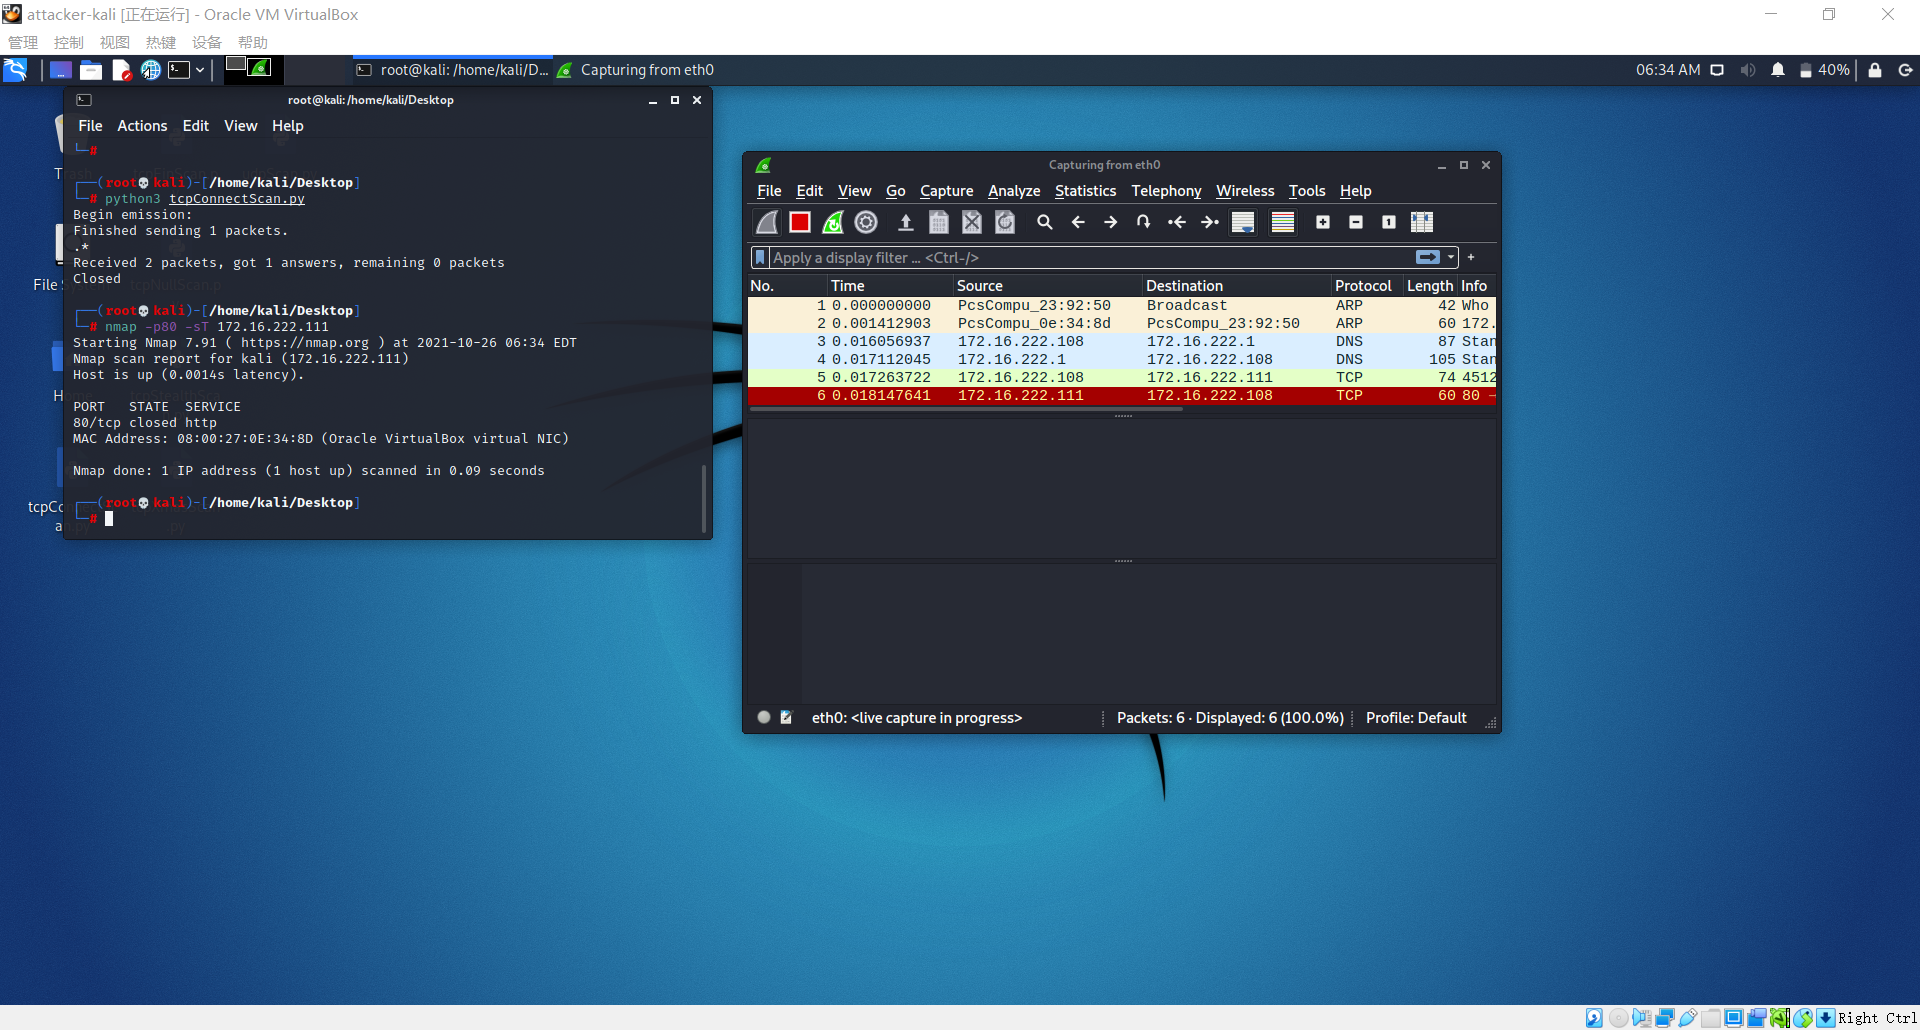 attacker-kali [正在运行] - Oracle VM VirtualBox
管理 控制 视图 热键 设备 帮助
root@kali: /home/kali/D... Capturing from eth0 06:34 AM 40%
root@kali: /home/kali/Desktop
File Actions Edit View Help
└─#
┌──(root💀kali)-[/home/kali/Desktop]
└─# python3 tcpConnectScan.py
Begin emission:
Finished sending 1 packets.
.*
Received 2 packets, got 1 answers, remaining 0 packets
Closed
┌──(root💀kali)-[/home/kali/Desktop]
└─# nmap -p80 -sT 172.16.222.111
Starting Nmap 7.91 ( https://nmap.org ) at 2021-10-26 06:34 EDT
Nmap scan report for kali (172.16.222.111)
Host is up (0.0014s latency).
PORT STATE SERVICE
80/tcp closed http
MAC Address: 08:00:27:0E:34:8D (Oracle VirtualBox virtual NIC)
Nmap done: 1 IP address (1 host up) scanned in 0.09 seconds
┌──(root💀kali)-[/home/kali/Desktop]
└─#
Capturing from eth0
File Edit View Go Capture Analyze Statistics Telephony Wireless Tools Help
Apply a display filter ... <Ctrl-/> +
No. Time Source Destination Protocol Length Info
1 0.000000000 PcsCompu_23:92:50 Broadcast ARP 42 Who
2 0.001412903 PcsCompu_0e:34:8d PcsCompu_23:92:50 ARP 60 172.
3 0.016056937 172.16.222.108 172.16.222.1 DNS 87 Stan
4 0.017112045 172.16.222.1 172.16.222.108 DNS 105 Stan
5 0.017263722 172.16.222.108 172.16.222.111 TCP 74 4512
6 0.018147641 172.16.222.111 172.16.222.108 TCP 60 80 →
eth0: <live capture in progress> Packets: 6 · Displayed: 6 (100.0%) Profile: Default
File
tcpCo
Right Ctrl